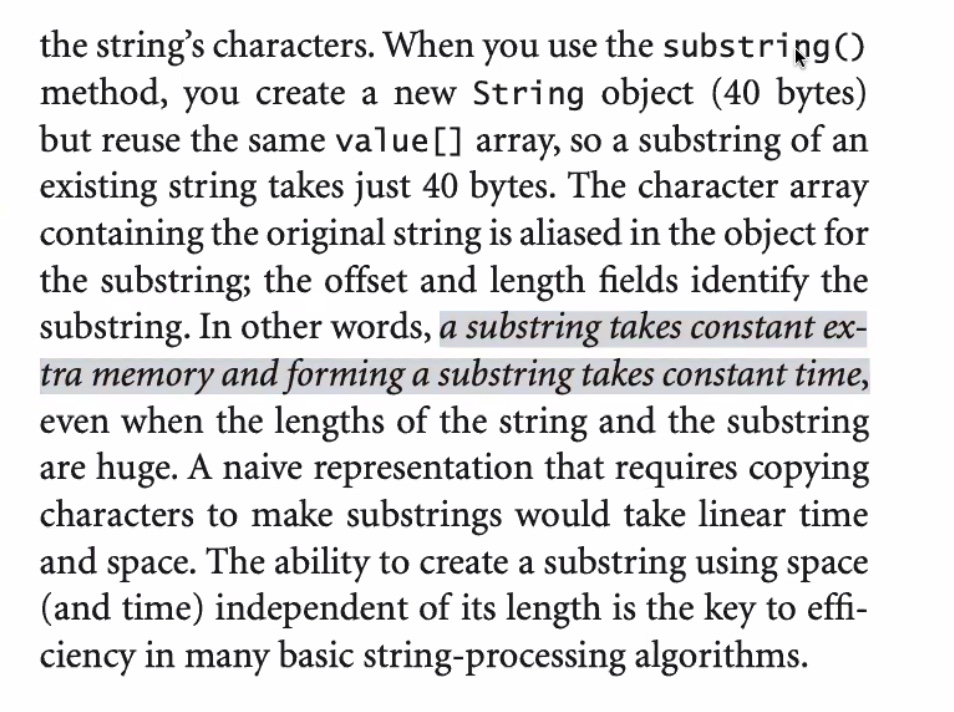 the string’s characters. When you use the substring()
method, you create a new String object (40 bytes)
but reuse the same value[] array, so a substring of an
existing string takes just 40 bytes. The character array
containing the original string is aliased in the object for
the substring; the offset and length fields identify the
substring. In other words, a substring takes constant ex-
tra memory and forming a substring takes constant time,
even when the lengths of the string and the substring
are huge. A naive representation that requires copying
characters to make substrings would take linear time
and space. The ability to create a substring using space
(and time) independent of its length is the key to effi-
ciency in many basic string-processing algorithms.